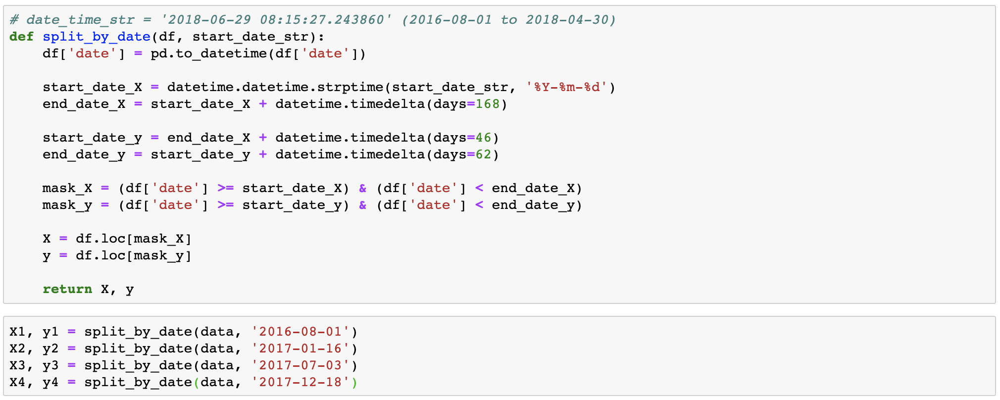 # date_time_str = '2018-06-29 08:15:27.243860' (2016-08-01 to 2018-04-30)
def split_by_date(df, start_date_str):
    df['date'] = pd.to_datetime(df['date'])

    start_date_X = datetime.datetime.strptime(start_date_str, '%Y-%m-%d')
    end_date_X = start_date_X + datetime.timedelta(days=168)

    start_date_y = end_date_X + datetime.timedelta(days=46)
    end_date_y = start_date_y + datetime.timedelta(days=62)

    mask_X = (df['date'] >= start_date_X) & (df['date'] < end_date_X)
    mask_y = (df['date'] >= start_date_y) & (df['date'] < end_date_y)

    X = df.loc[mask_X]
    y = df.loc[mask_y]

    return X, y

X1, y1 = split_by_date(data, '2016-08-01')
X2, y2 = split_by_date(data, '2017-01-16')
X3, y3 = split_by_date(data, '2017-07-03')
X4, y4 = split_by_date(data, '2017-12-18')